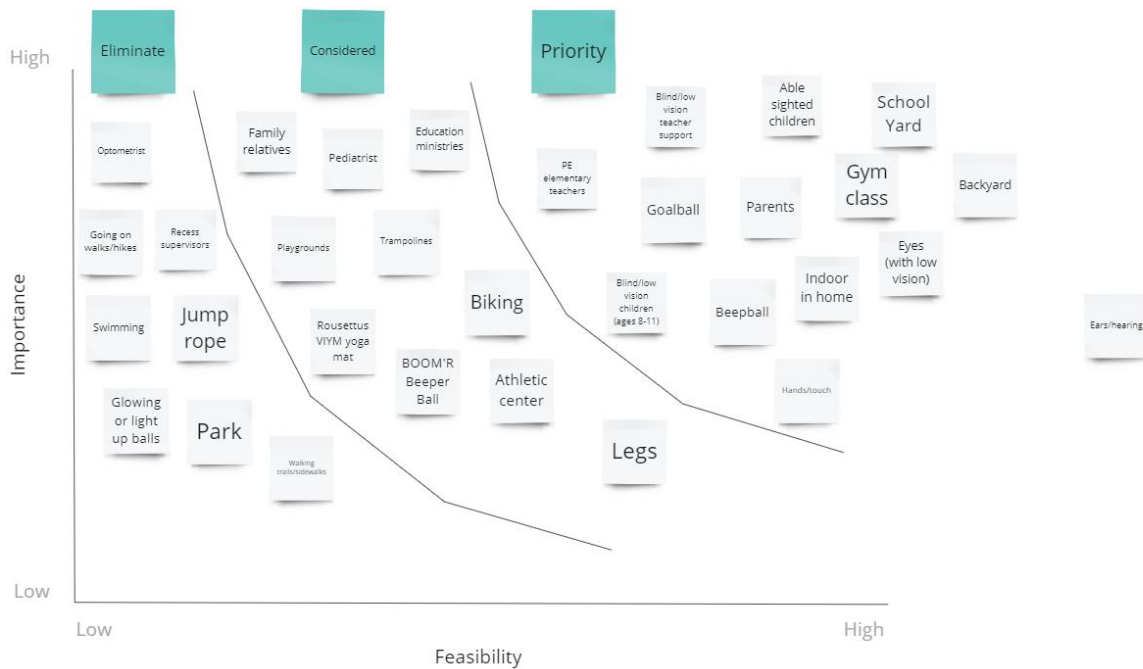 Eliminate
Considered
Priority
High
Optometrist
Family
relatives
Pediatrist
Education
ministries
Blind/low
vision
teacher
support
Able
sighted
children
School
Yard
PE
elementary
teachers
Goalball
Parents
Gym
class
Backyard
Going on
walks/hikes
Recess
supervisors
Playgrounds
Trampolines
Eyes
(with low
vision)
Importance
Swimming
Jump
rope
Rousettus
VIYM yoga
mat
Biking
Blind/low
vision
children
(ages 8-11)
Beepball
Indoor
in home
Ears/hearing
Glowing
or light
up balls
Park
BOOM'R
Beeper
Ball
Athletic
center
Hands/touch
Walking
trails/sidewalks
Legs
Low
Low
High
Feasibility